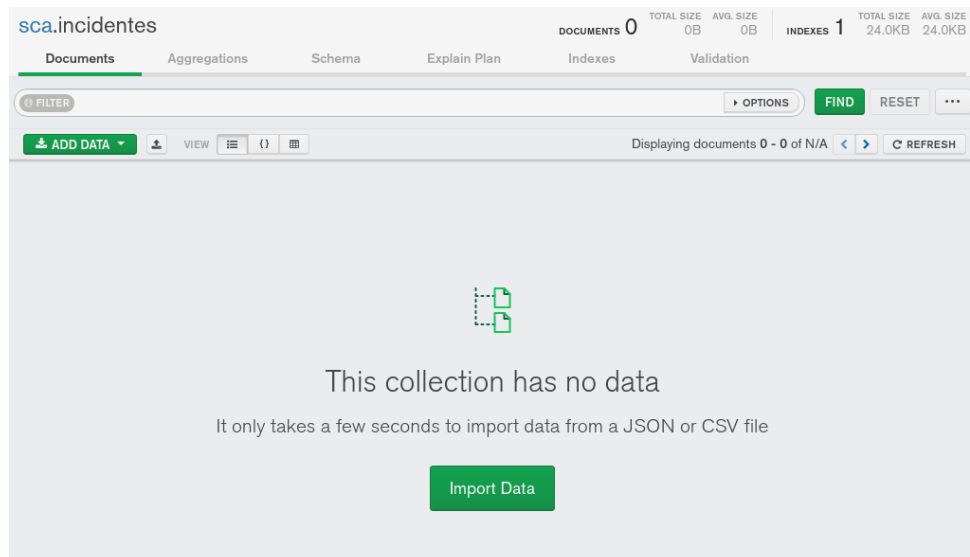 sca.incidentes
DOCUMENTS 0 TOTAL SIZE 0B AVG. SIZE 0B INDEXES 1 TOTAL SIZE 24.0KB AVG. SIZE 24.0KB
Documents Aggregations Schema Explain Plan Indexes Validation
FILTER OPTIONS FIND RESET ...
ADD DATA VIEW {} Displaying documents 0 - 0 of N/A < > REFRESH
This collection has no data
It only takes a few seconds to import data from a JSON or CSV file
Import Data